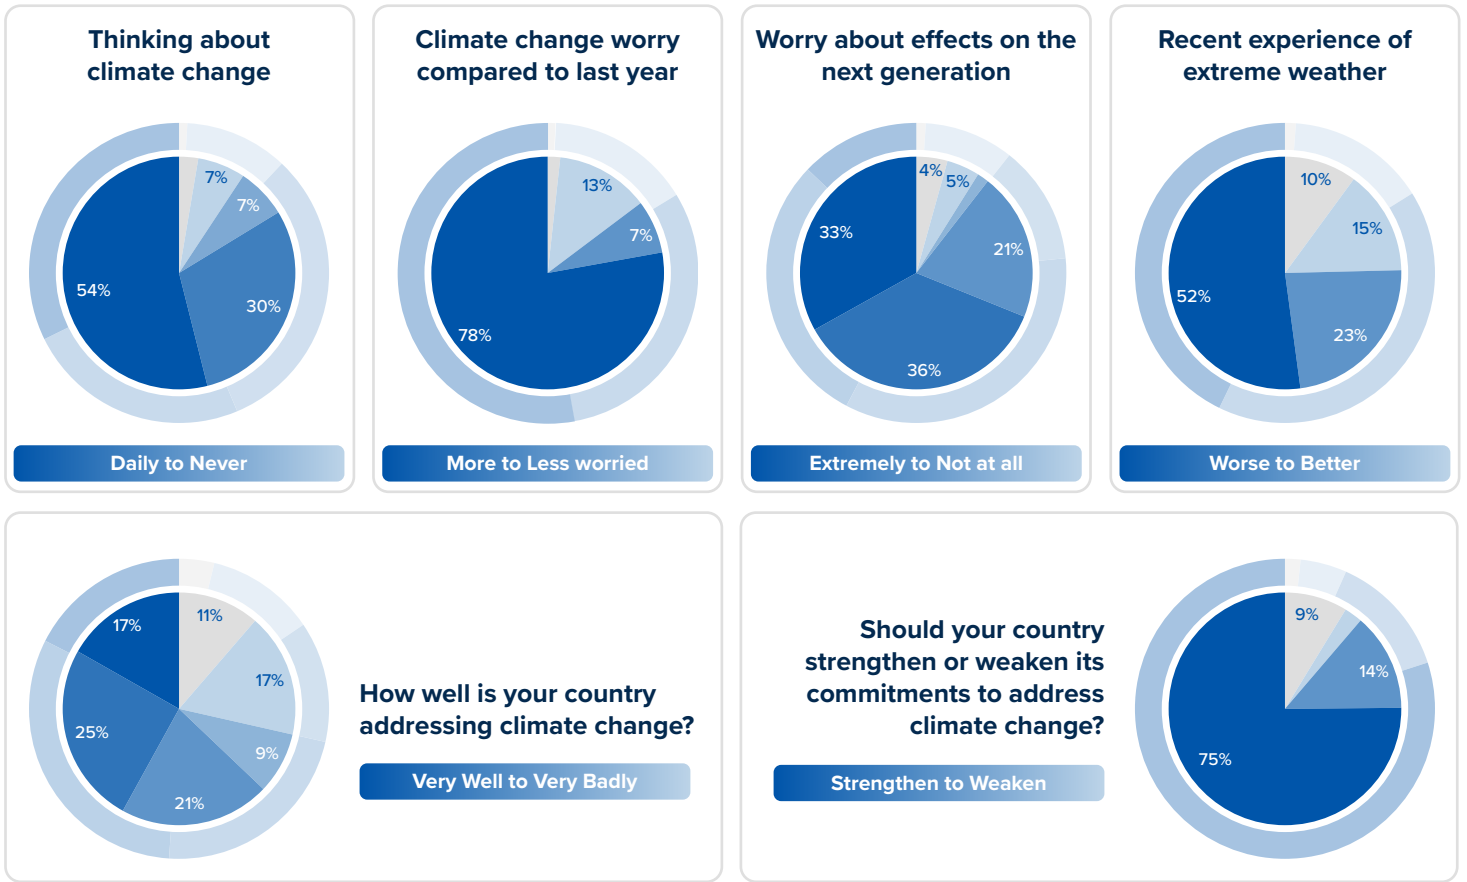 Thinking about
climate change
7%
7%
30%
54%
Daily to Never
Climate change worry
compared to last year
13%
7%
78%
More to Less worried
Worry about effects on the
next generation
4%
5%
21%
36%
33%
Extremely to Not at all
Recent experience of
extreme weather
10%
15%
23%
52%
Worse to Better
11%
17%
9%
21%
25%
17%
How well is your country
addressing climate change?
Very Well to Very Badly
Should your country
strengthen or weaken its
commitments to address
climate change?
Strengthen to Weaken
9%
14%
75%